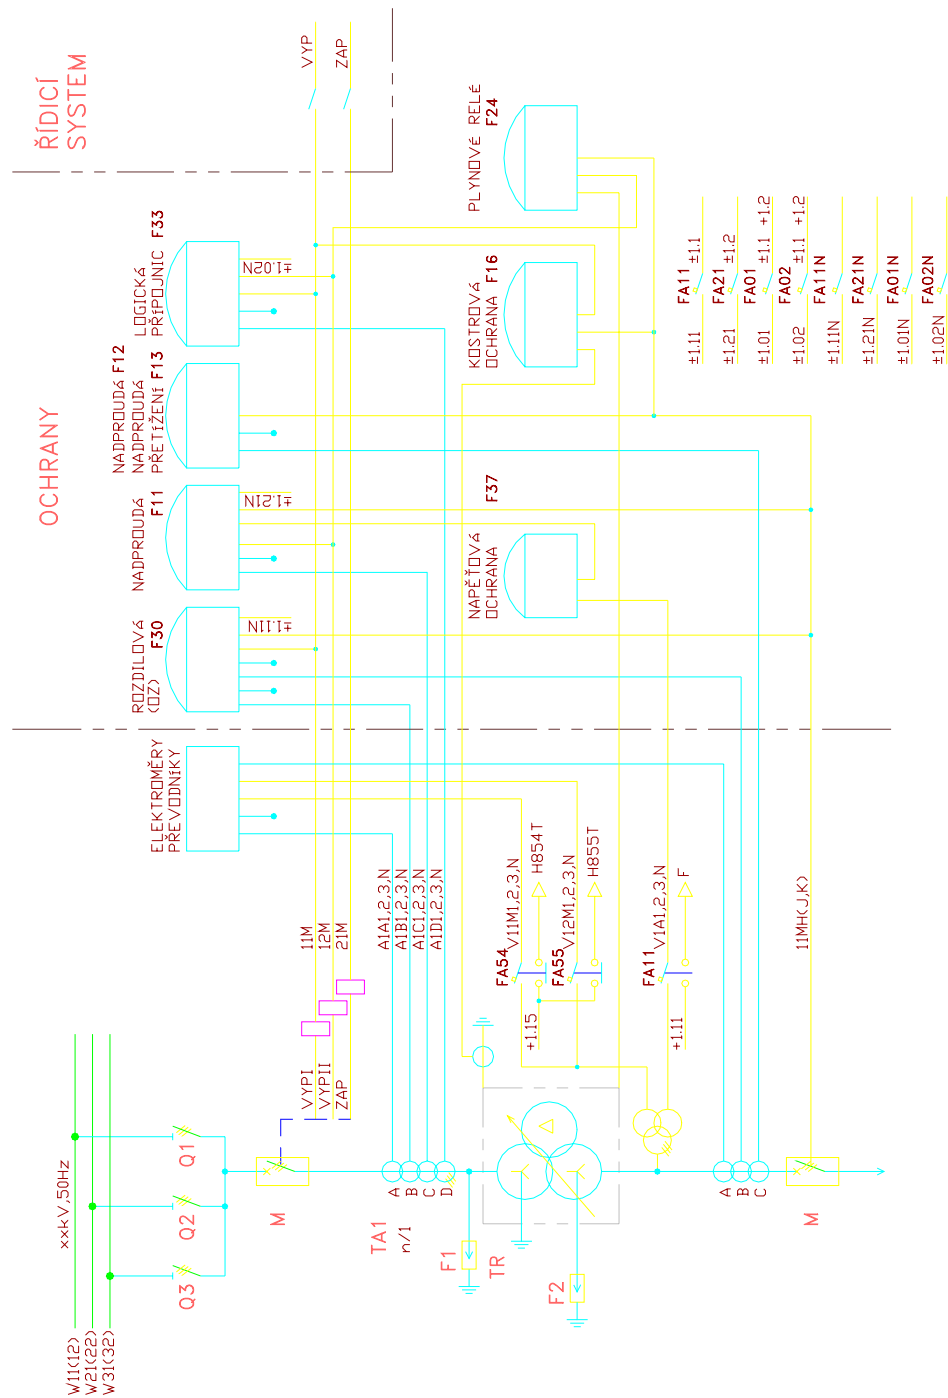 ŘÍDICÍ
SYSTEM
VYP
ZAP
OCHRANY
LOGICKÁ
PŘÍPOJNIC F33
±1.02N
NADPROUDÁ F12
NADPROUDÁ
PŘETÍŽENÍ F13
NADPROUDÁ
F11
±1.21N
ROZDILOVÁ
(OZ) F30
±1.11N
ELEKTROMĚRY
PŘEVODNÍKY
PLYNOVÉ RELÉ
F24
KOSTROVÁ
OCHRANA F16
F37
NAPĚŤOVÁ
OCHRANA
±1.11 FA11 ±1.1
±1.21 FA21 ±1.2
±1.01 FA01 ±1.1 +1.2
±1.02 FA02 ±1.1 +1.2
±1.11N FA11N
±1.21N FA21N
±1.01N FA01N
±1.02N FA02N
11M
12M
21M
VYPI
VYPII
ZAP
A1A1,2,3,N
A1B1,2,3,N
A1C1,2,3,N
A1D1,2,3,N
FA54 V11M1,2,3,N
H854T
+1.15
FA55 V12M1,2,3,N
H855T
FA11 V1A1,2,3,N
F
±1.11
11MH(J,K)
xxkV,50Hz
W11(12)
W21(22)
W31(32)
Q1
Q2
Q3
M
TA1
n/1
A
B
C
D
F1
TR
F2
A
B
C
M